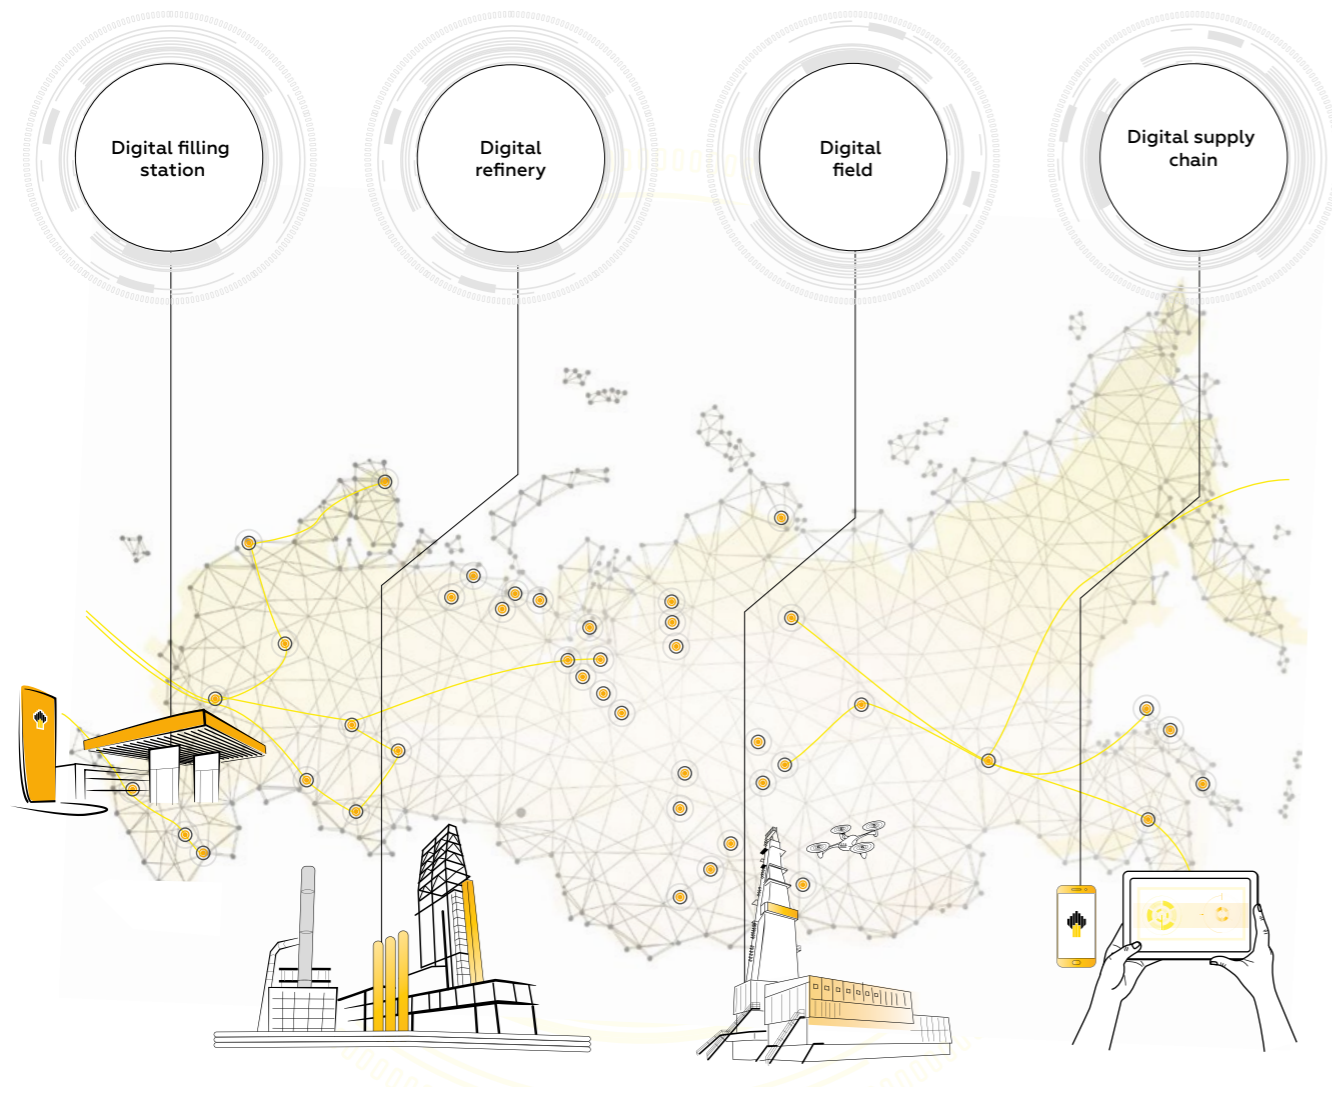 Digital filling
station
Digital
refinery
Digital
field
Digital supply
chain